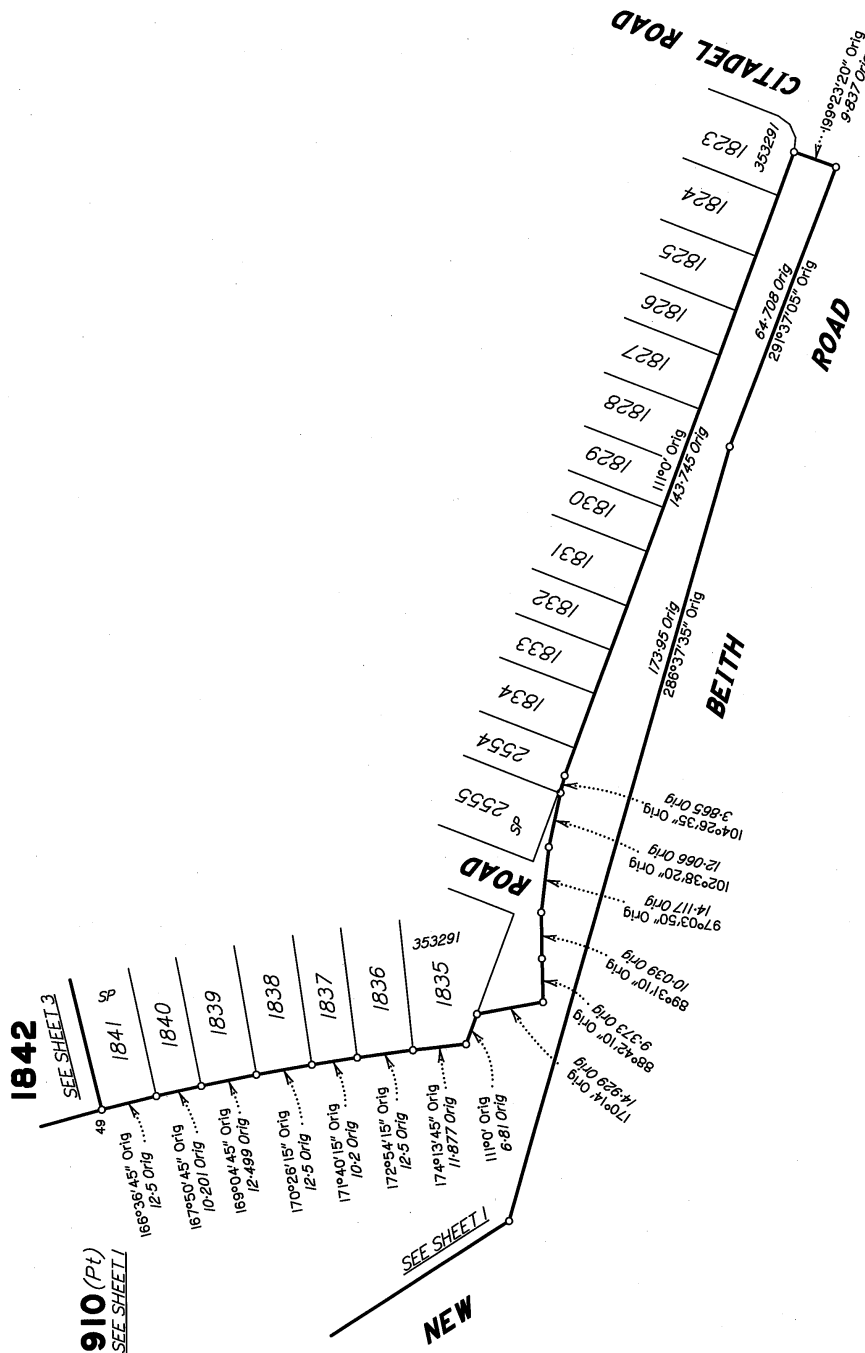 1842
SEE SHEET 3
910 (Pt)
SEE SHEET 1
49
SP
1841
1840
1839
1838
1837
1836
1835
353291
166°36'45" Orig
12·5 Orig
167°50'45" Orig
10·201 Orig
169°04'45" Orig
12·499 Orig
170°26'15" Orig
12·5 Orig
171°40'15" Orig
10·2 Orig
172°54'15" Orig
12·5 Orig
174°13'45" Orig
11·877 Orig
111°0' Orig
6·81 Orig
170°14' Orig
14·929 Orig
88°42'10" Orig
9·373 Orig
89°31'10" Orig
10·039 Orig
97°03'50" Orig
14·117 Orig
102°38'20" Orig
12·066 Orig
104°26'35" Orig
3·865 Orig
ROAD
SP
2555
2554
1834
1833
1832
1831
1830
1829
1828
1827
1826
1825
1824
1823
353291
CITADEL ROAD
111°0' Orig
143·745 Orig
199°23'20" Orig
9·837 Orig
64·708 Orig
291°37'05" Orig
173·95 Orig
286°37'35" Orig
SEE SHEET 1
NEW
BEITH
ROAD